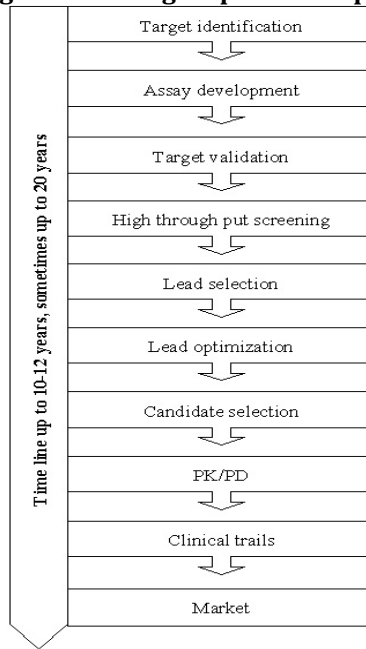 Target identification
Assay development
Target validation
High through put screening
Lead selection
Lead optimization
Candidate selection
PK/PD
Clinical trails
Market
Time line up to 10-12 years, sometimes up to 20 years